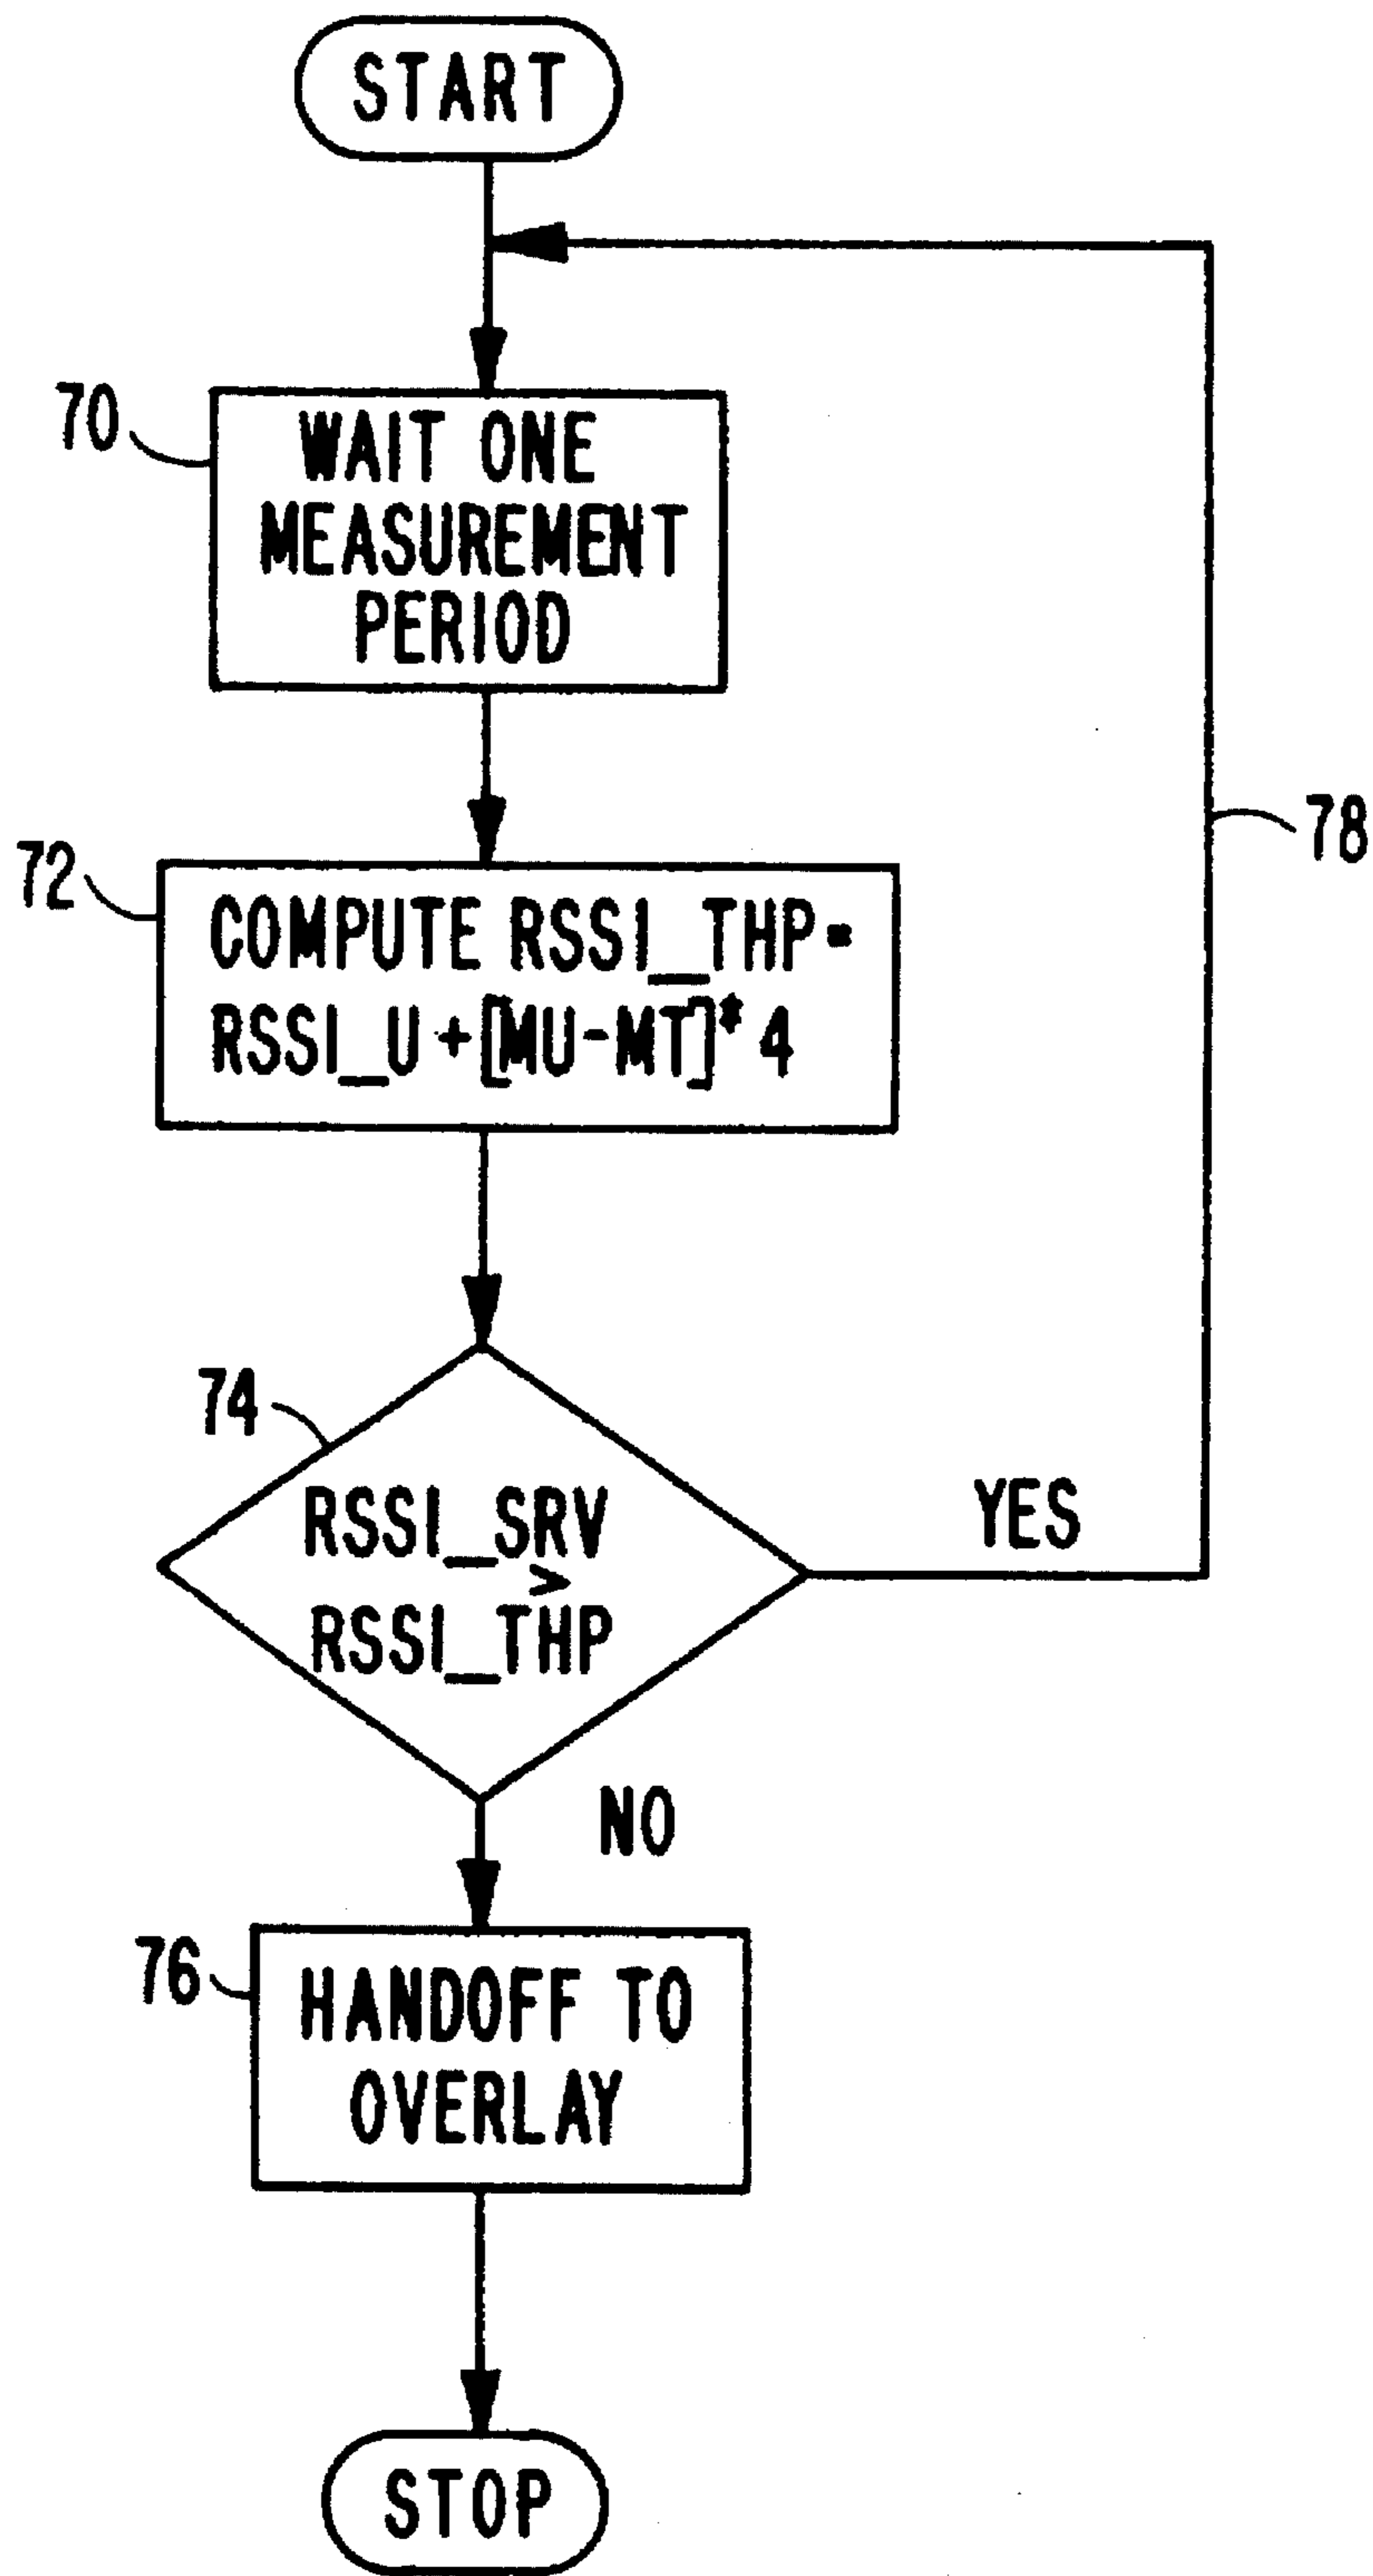 START
70
WAIT ONE
MEASUREMENT
PERIOD
72
COMPUTE RSSI_THP=
RSSI_U+[MU-MT]*4
78
74
RSSI_SRV
>
RSSI_THP
YES
NO
76
HANDOFF TO
OVERLAY
STOP